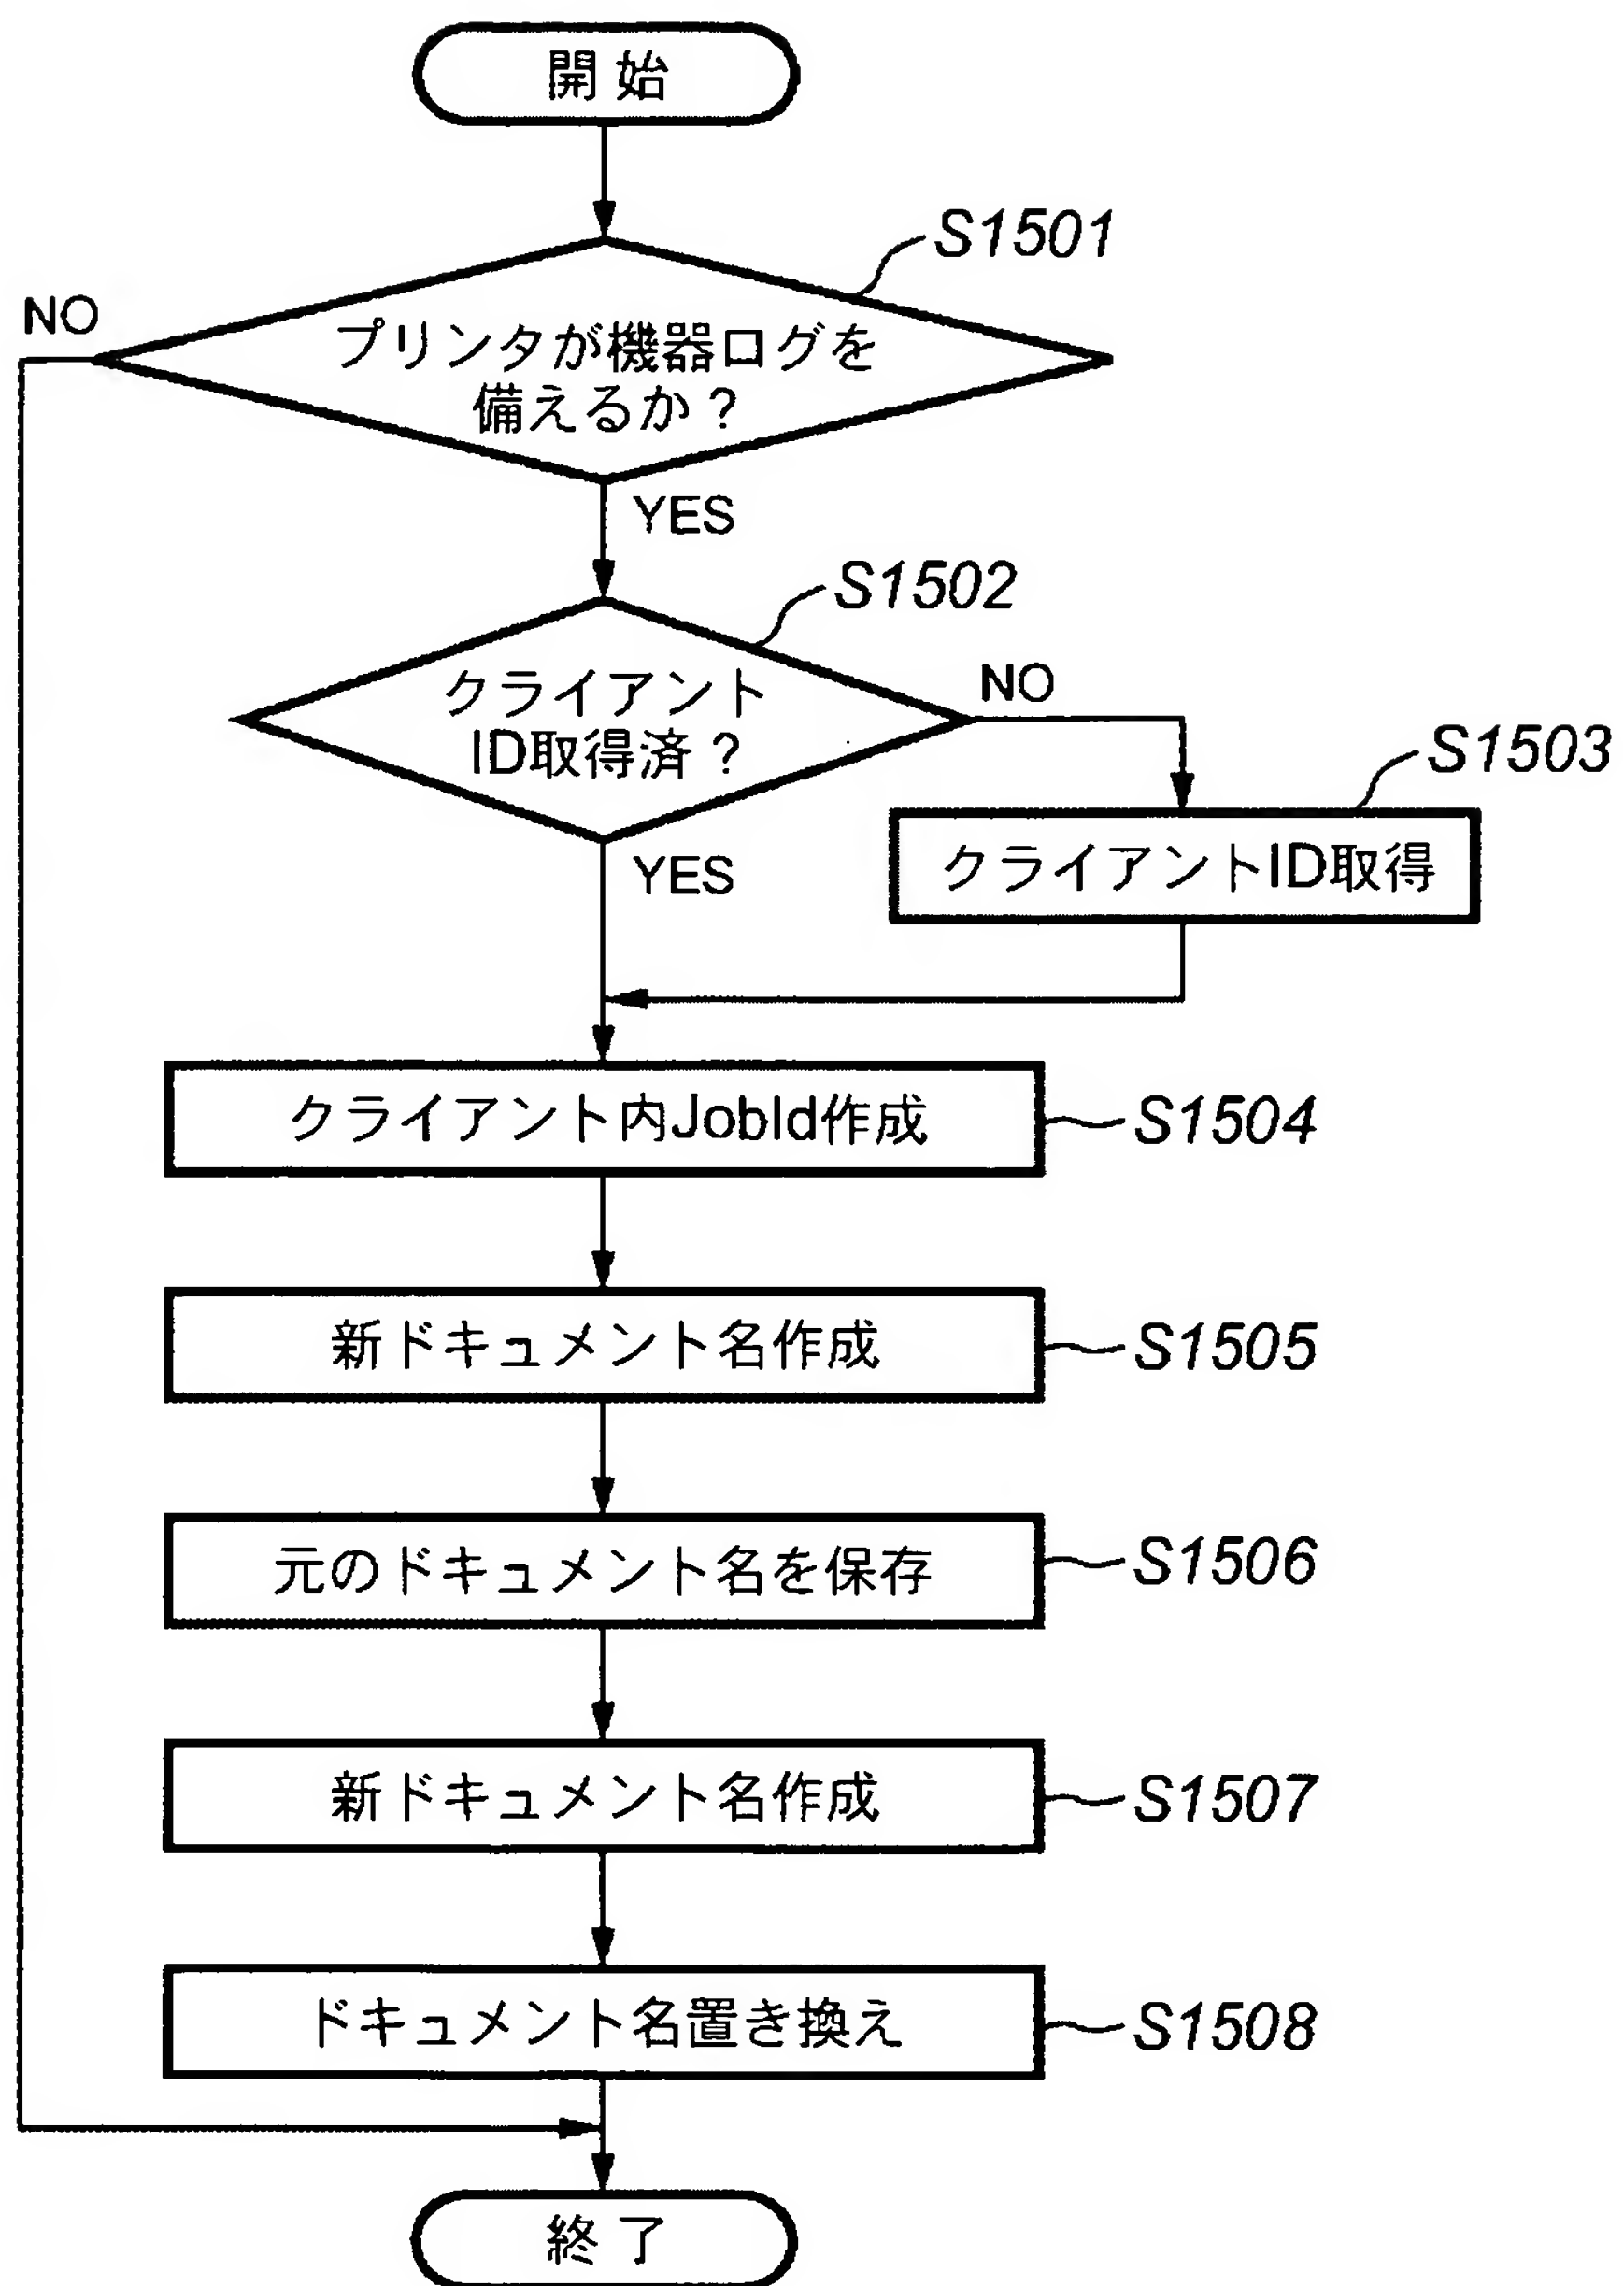 開始
S1501
NO
プリンタが機器ログを
備えるか？
YES
S1502
クライアント
ID取得済？
NO
S1503
クライアントID取得
YES
クライアント内JobId作成
S1504
新ドキュメント名作成
S1505
元のドキュメント名を保存
S1506
新ドキュメント名作成
S1507
ドキュメント名置き換え
S1508
終了